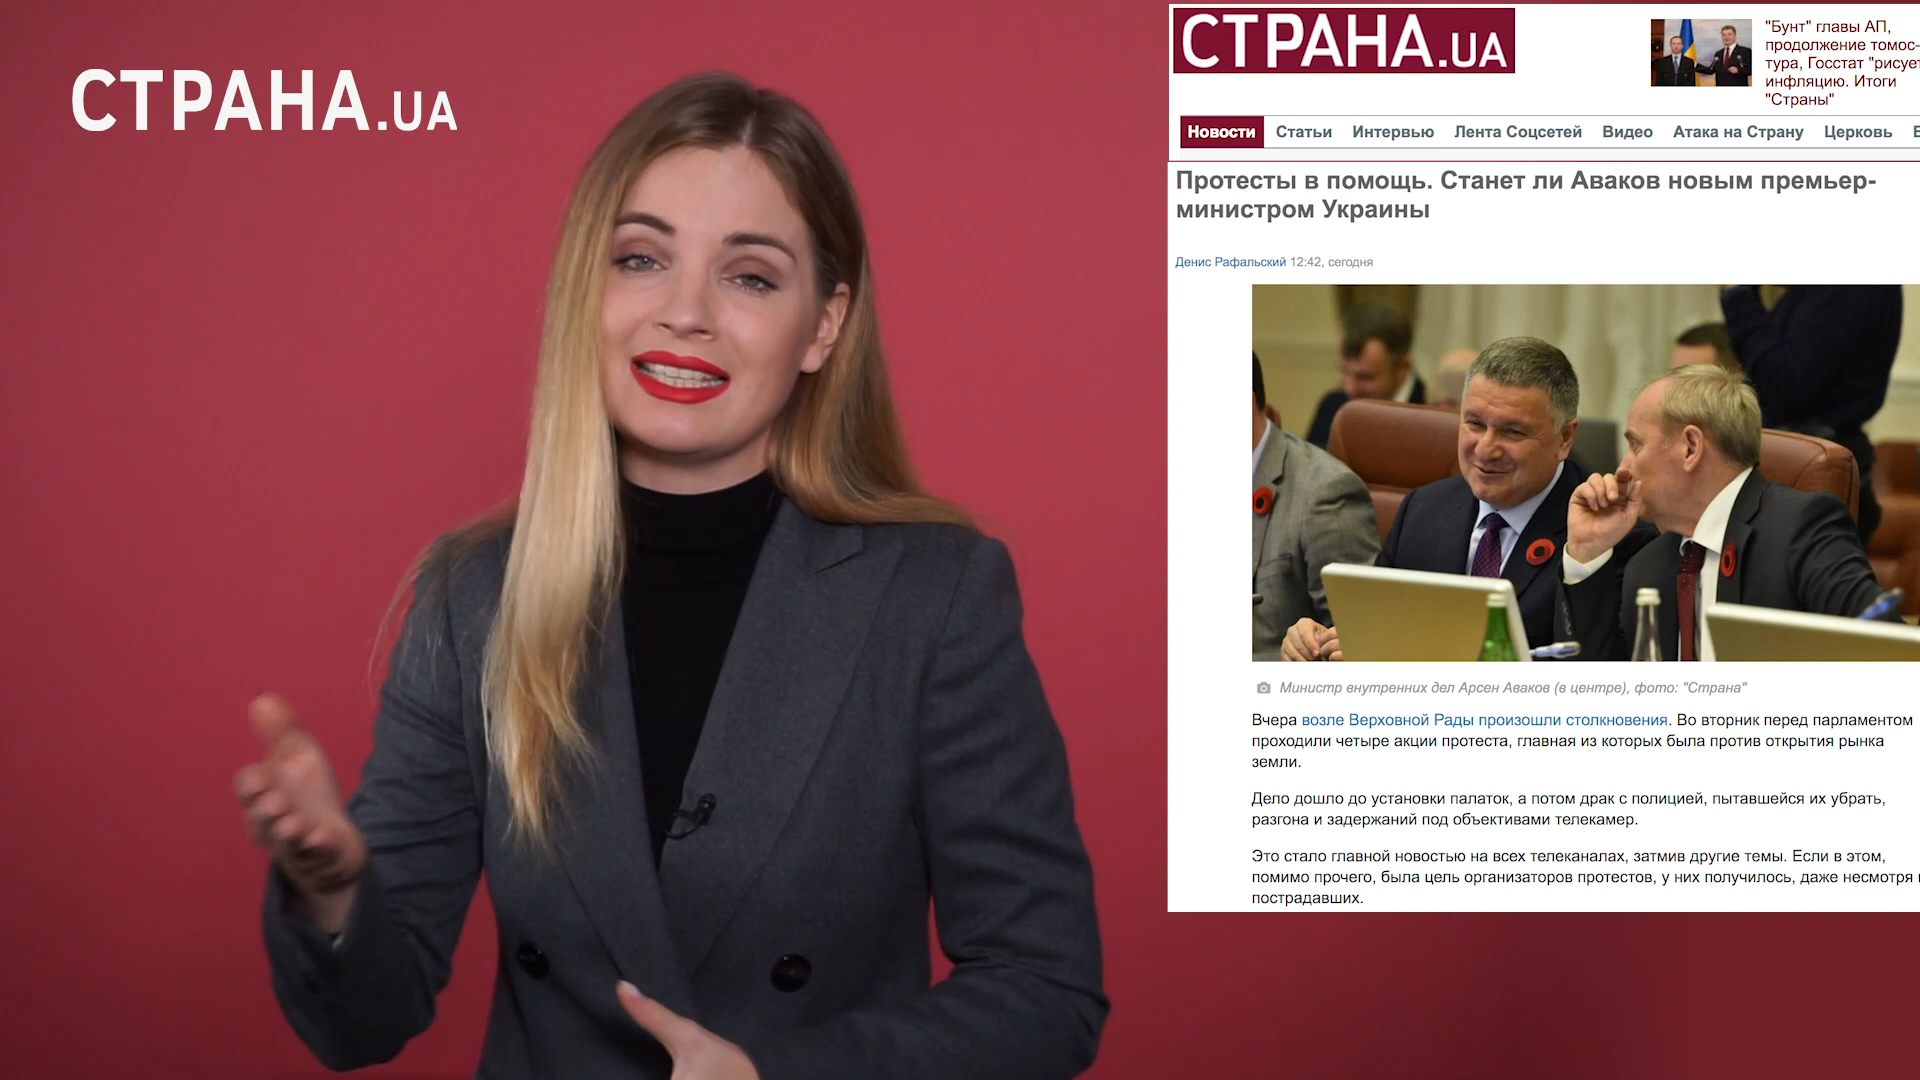 СТРАНА.UA
СТРАНА.UA
"Бунт" главы АП,
продолжение томос-
тура, Госстат "рисует
инфляцию. Итоги
"Страны"
Новости Статьи Интервью Лента Соцсетей Видео Атака на Страну Церковь
Протесты в помощь. Станет ли Аваков новым премьер-
министром Украины
Денис Рафальский 12:42, сегодня
Министр внутренних дел Арсен Аваков (в центре), фото: "Страна"
Вчера возле Верховной Рады произошли столкновения. Во вторник перед парламентом
проходили четыре акции протеста, главная из которых была против открытия рынка
земли.
Дело дошло до установки палаток, а потом драк с полицией, пытавшейся их убрать,
разгона и задержаний под объективами телекамер.
Это стало главной новостью на всех телеканалах, затмив другие темы. Если в этом,
помимо прочего, была цель организаторов протестов, у них получилось, даже несмотря
пострадавших.